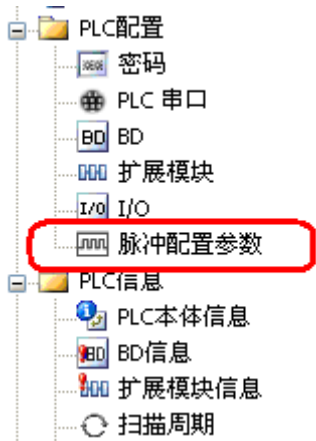 PLC配置
密码
PLC 串口
BD BD
扩展模块
I/O I/O
脉冲配置参数
PLC信息
PLC本体信息
BD BD信息
扩展模块信息
扫描周期